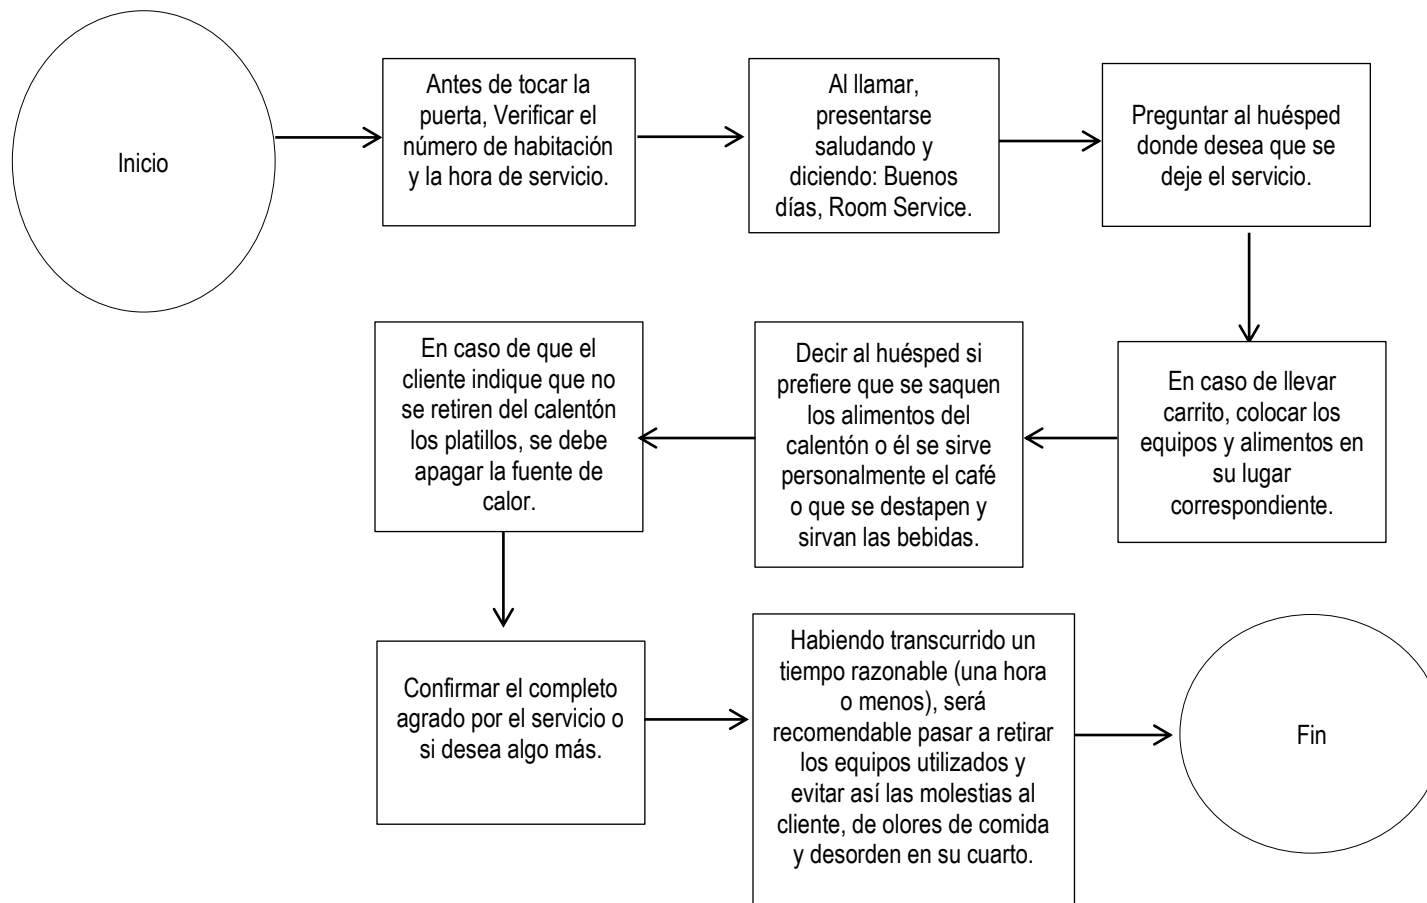 Inicio
Antes de tocar la
puerta, Verificar el
número de habitación
y la hora de servicio.
Al llamar,
presentarse
saludando y
diciendo: Buenos
días, Room Service.
Preguntar al huésped
donde desea que se
deje el servicio.
En caso de llevar
carrito, colocar los
equipos y alimentos en
su lugar
correspondiente.
Decir al huésped si
prefiere que se saquen
los alimentos del
calentón o él se sirve
personalmente el café
o que se destapen y
sirvan las bebidas.
En caso de que el
cliente indique que no
se retiren del calentón
los platillos, se debe
apagar la fuente de
calor.
Confirmar el completo
agrado por el servicio o
si desea algo más.
Habiendo transcurrido un
tiempo razonable (una hora
o menos), será
recomendable pasar a retirar
los equipos utilizados y
evitar así las molestias al
cliente, de olores de comida
y desorden en su cuarto.
Fin